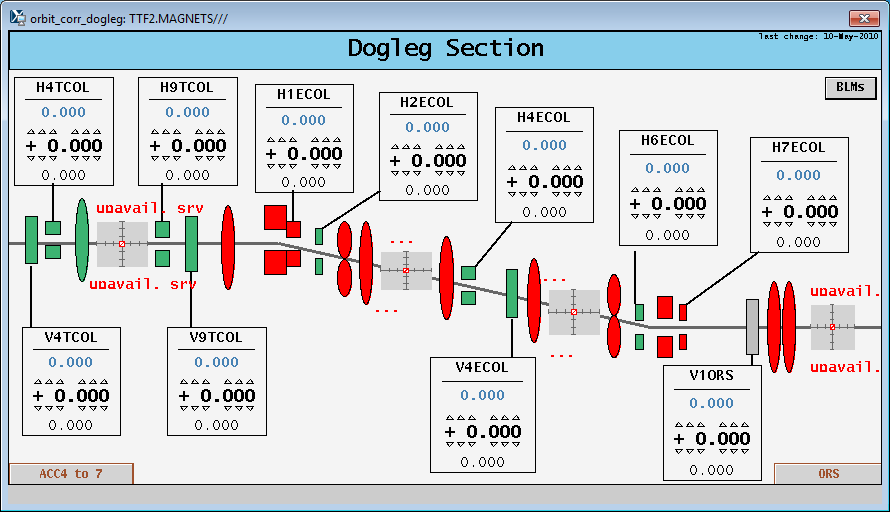 orbit_corr_dogleg: TTF2.MAGNETS///
last change: 10-May-2010
Dogleg Section
BLMs
H4TCOL
0.000
+ 0.000
0.000
H9TCOL
0.000
+ 0.000
0.000
H1ECOL
0.000
+ 0.000
0.000
H2ECOL
0.000
+ 0.000
0.000
H4ECOL
0.000
+ 0.000
0.000
H6ECOL
0.000
+ 0.000
0.000
H7ECOL
0.000
+ 0.000
0.000
unavail. srv
unavail. srv
...
...
...
...
unavail.
unavail.
V4TCOL
0.000
+ 0.000
0.000
V9TCOL
0.000
+ 0.000
0.000
V4ECOL
0.000
+ 0.000
0.000
V1ORS
0.000
+ 0.000
0.000
ACC4 to 7
ORS